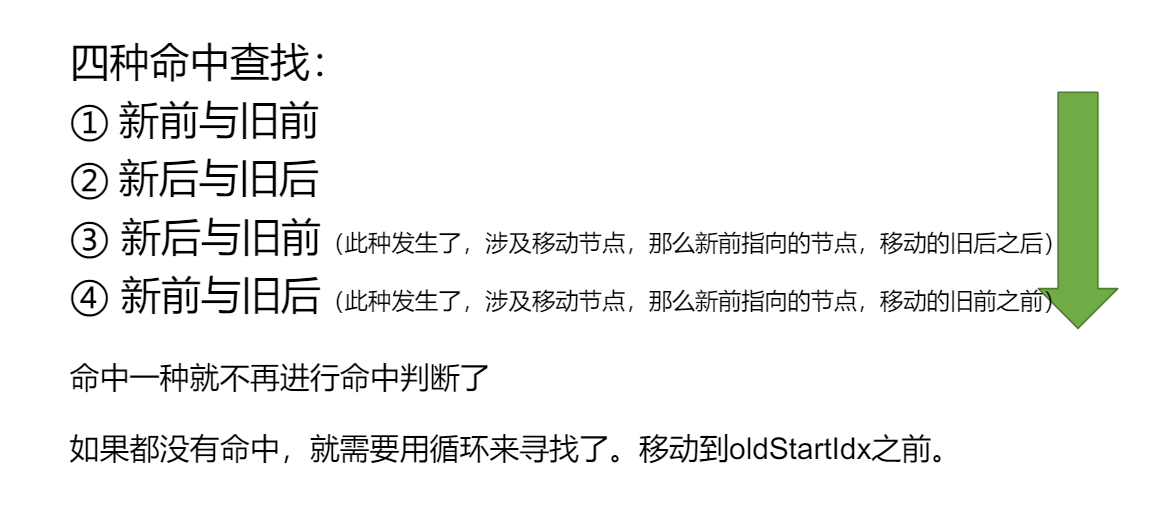 四种命中查找：
① 新前与旧前
② 新后与旧后
③ 新后与旧前（此种发生了，涉及移动节点，那么新前指向的节点，移动的旧后之后）
④ 新前与旧后（此种发生了，涉及移动节点，那么新前指向的节点，移动的旧前之前）
命中一种就不再进行命中判断了
如果都没有命中，就需要用循环来寻找了。移动到oldStartIdx之前。